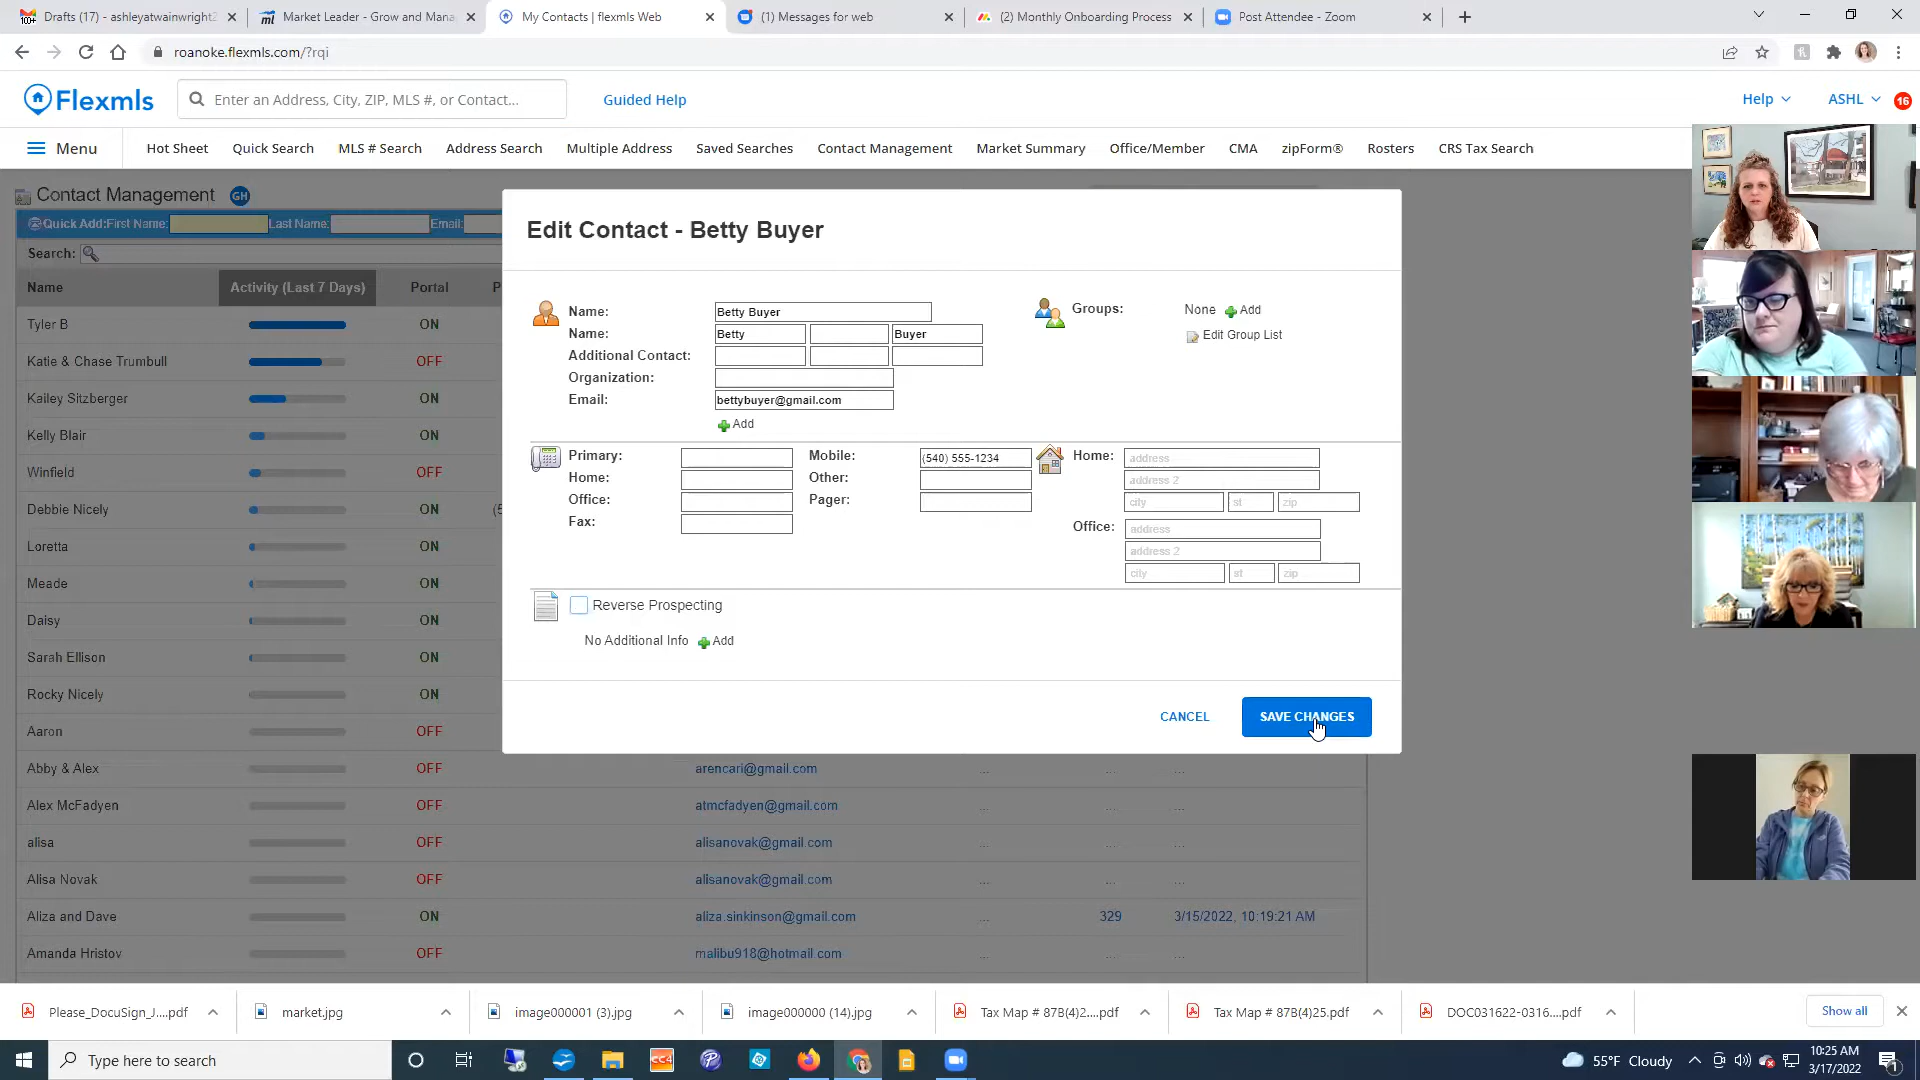 100+ Drafts (17) - ashleyatwainwright2
ml Market Leader - Grow and Mana
My Contacts | flexmls Web
(1) Messages for web
(2) Monthly Onboarding Process
Post Attendee - Zoom
roanoke.flexmls.com/?rqi
Flexmls
Enter an Address, City, ZIP, MLS #, or Contact...
Guided Help
Help
ASHL
16
Menu
Hot Sheet
Quick Search
MLS # Search
Address Search
Multiple Address
Saved Searches
Contact Management
Market Summary
Office/Member
CMA
zipForm®
Rosters
CRS Tax Search
Contact Management GH
Quick Add: First Name: Last Name: Email:
Search:
Name Activity (Last 7 Days) Portal P
Tyler B ON
Katie & Chase Trumbull OFF
Kailey Sitzberger ON
Kelly Blair ON
Winfield OFF
Debbie Nicely ON (5
Loretta ON
Meade ON
Daisy ON
Sarah Ellison ON
Rocky Nicely ON
Aaron OFF
Abby & Alex OFF arencari@gmail.com ... ... ...
Alex McFadyen OFF atmcfadyen@gmail.com ... ... ...
alisa OFF alisanovak@gmail.com ... ... ...
Alisa Novak OFF alisanovak@gmail.com ... ... ...
Aliza and Dave ON aliza.sinkinson@gmail.com ... 329 3/15/2022, 10:19:21 AM
Amanda Hristov OFF malibu918@hotmail.com ... ... ...
Edit Contact - Betty Buyer
Name: Betty Buyer
Name: Betty Buyer
Additional Contact:
Organization:
Email: bettybuyer@gmail.com
Add
Groups: None Add
Edit Group List
Primary:
Home:
Office:
Fax:
Mobile: (540) 555-1234
Other:
Pager:
Home: address
address 2
city st zip
Office: address
address 2
city st zip
Reverse Prospecting
No Additional Info Add
CANCEL
SAVE CHANGES
Please_DocuSign_J....pdf
market.jpg
image000001 (3).jpg
image000000 (14).jpg
Tax Map # 87B(4)2....pdf
Tax Map # 87B(4)25.pdf
DOC031622-0316....pdf
Show all
Type here to search
CC4
55°F Cloudy
10:25 AM
3/17/2022
1